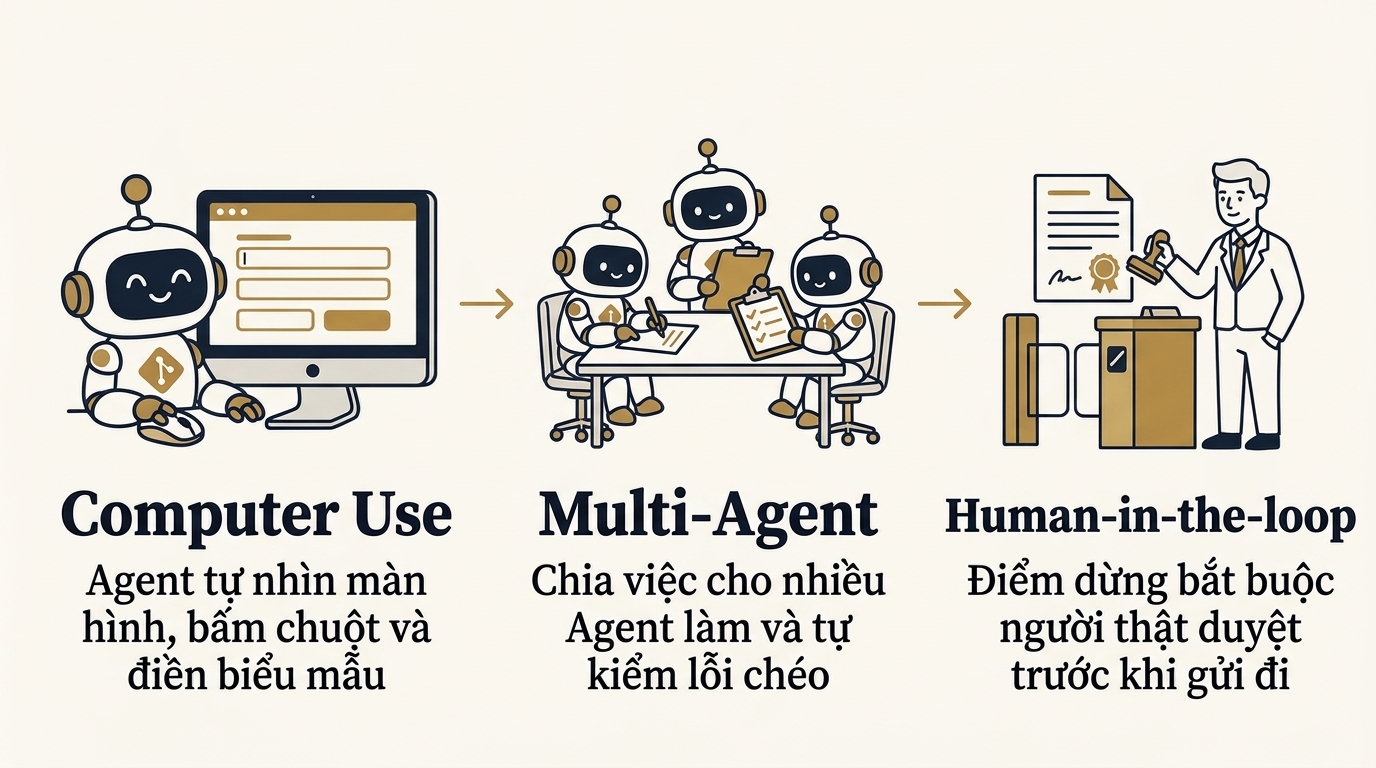 Computer Use
Agent tự nhìn màn
hình, bấm chuột và
điền biểu mẫu
Multi-Agent
Chia việc cho nhiều
Agent làm và tự
kiểm lỗi chéo
Human-in-the-loop
Điểm dừng bắt buộc
người thật duyệt
trước khi gửi đi